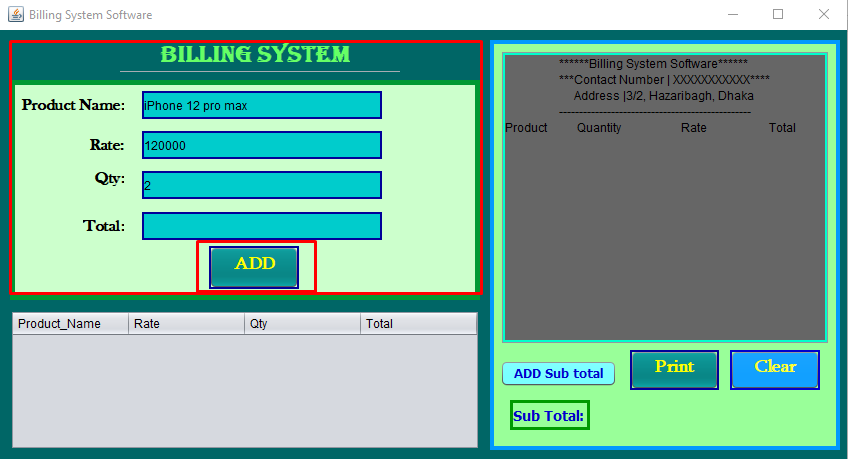 Billing System Software
BILLING SYSTEM
Product Name: iPhone 12 pro max
Rate: 120000
Qty: 2
Total:
ADD
Product_Name Rate Qty Total
******Billing System Software******
***Contact Number | XXXXXXXXXXX****
Address |3/2, Hazaribagh, Dhaka
------------------------------------------------
Product Quantity Rate Total
ADD Sub total Print Clear
Sub Total: